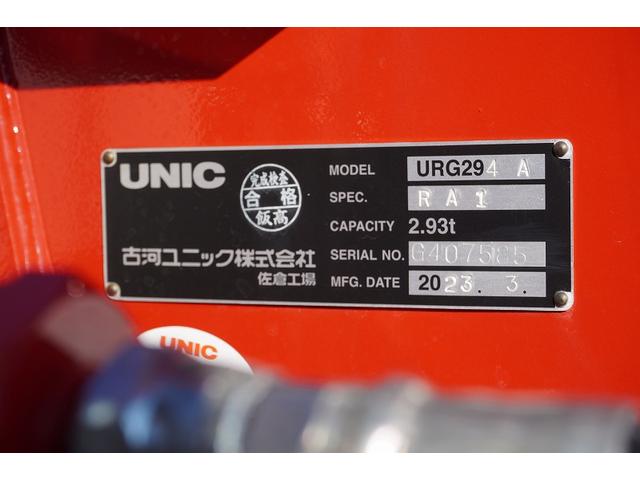 UNIC
完成検査
合格
飯高
古河ユニック株式会社
佐倉工場
MODEL URG294 A
SPEC. RA1
CAPACITY 2.93t
SERIAL NO. G407585
MFG. DATE 2023. 3.
UNIC